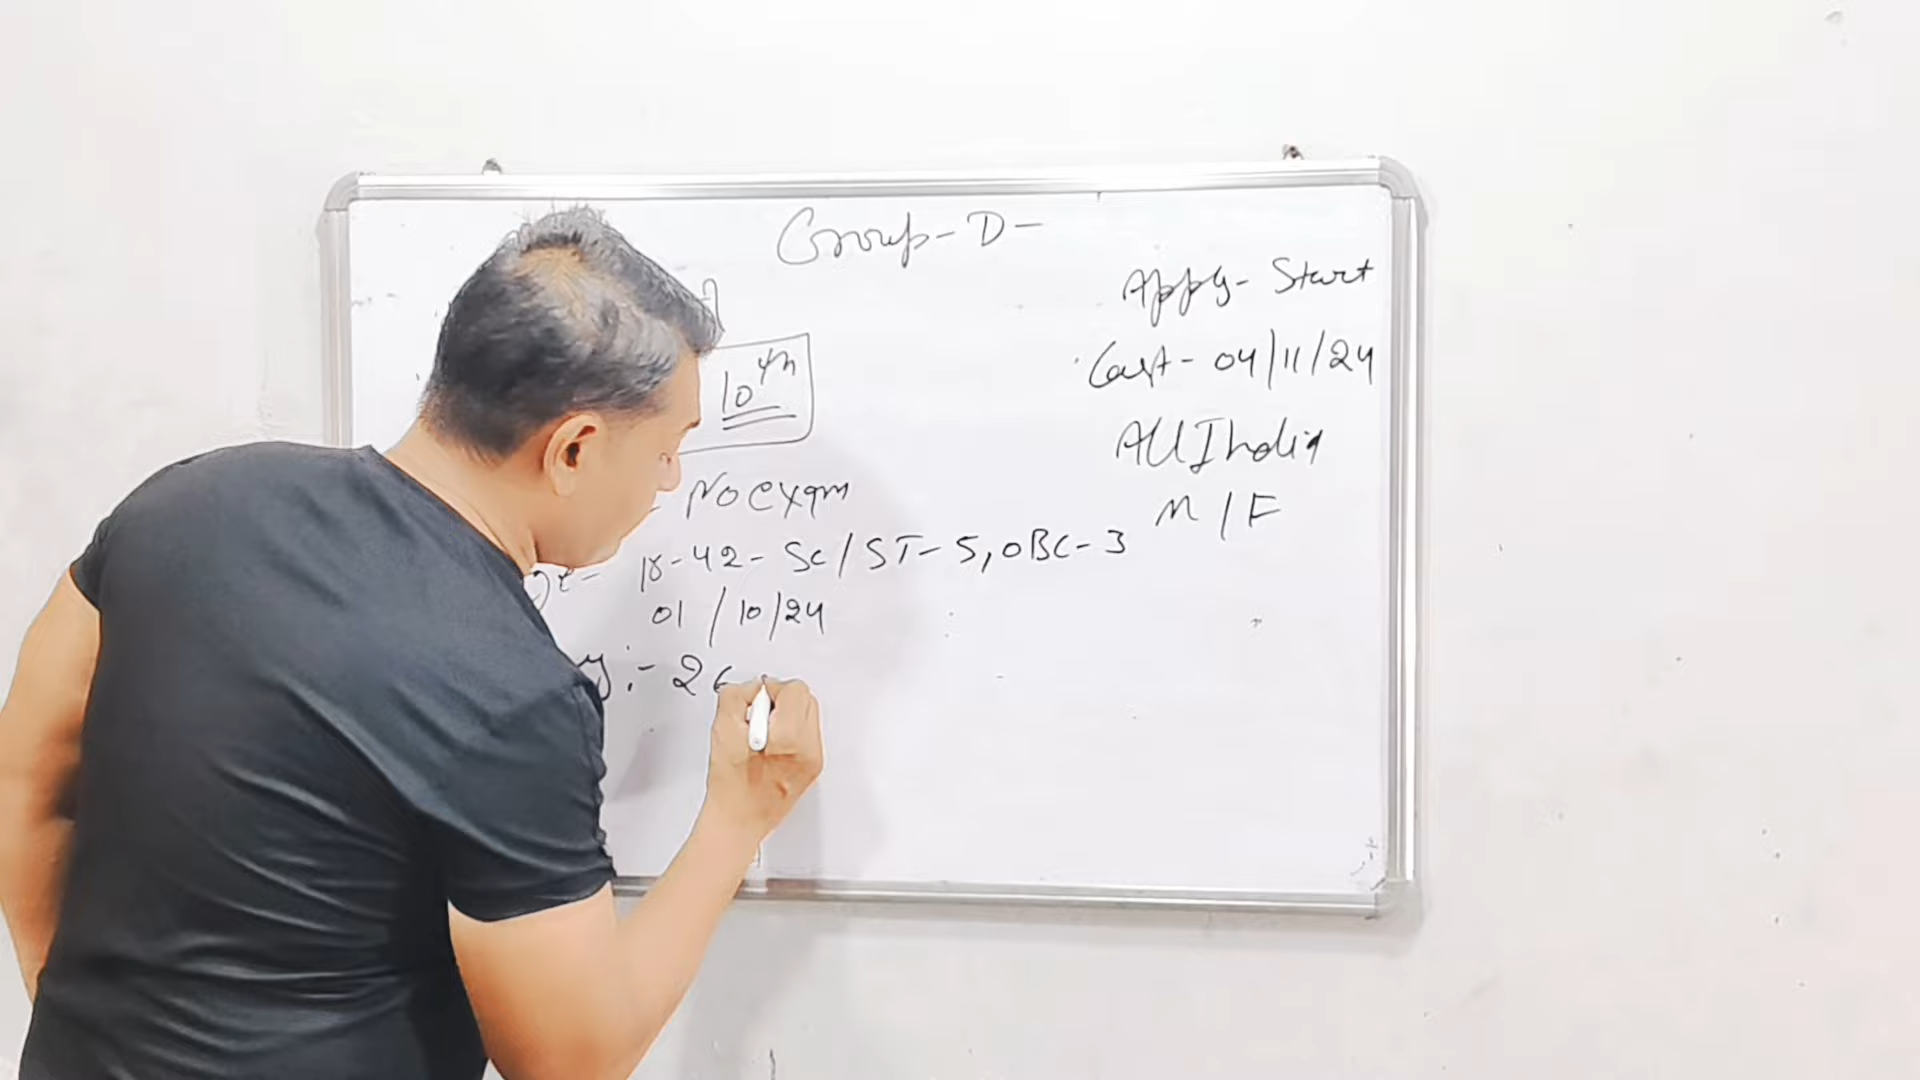 Group-D-
Apply- Start
10th
Last- 04/11/24
All India
No exam
M/F
18-42- SC/ST-5, OBC-3
01/10/24
:- 2